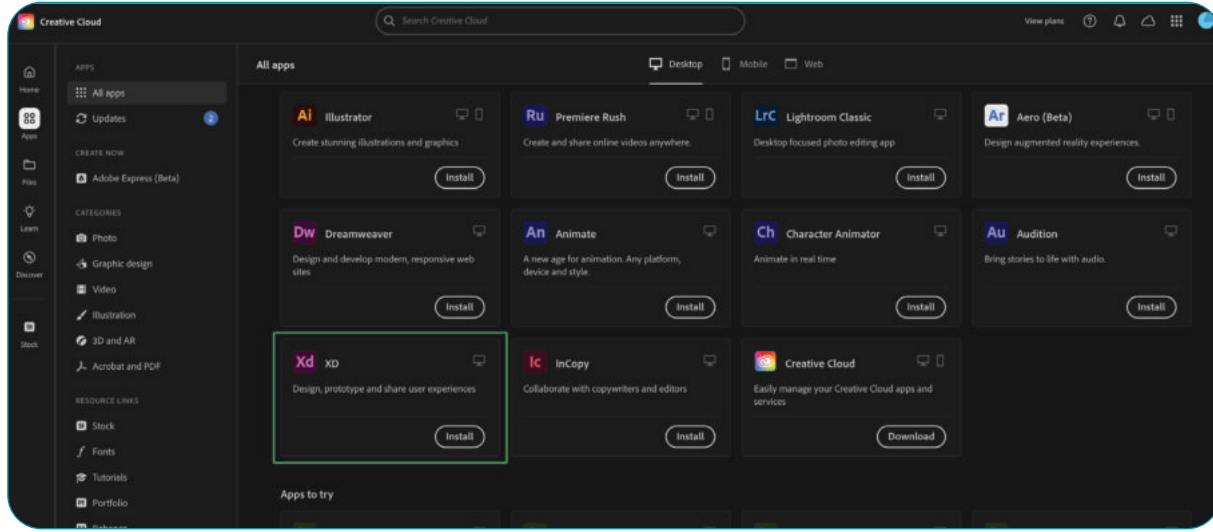 Creative Cloud
Search Creative Cloud
View plans
Home
Apps
Files
Learn
Discover
St
Stock
APPS
All apps
Updates
2
CREATE NOW
Adobe Express (Beta)
CATEGORIES
Photo
Graphic design
Video
Illustration
3D and AR
Acrobat and PDF
RESOURCE LINKS
St Stock
f Fonts
Tutorials
Portfolio
Behance
All apps
Desktop
Mobile
Web
Ai Illustrator
Create stunning illustrations and graphics
Install
Ru Premiere Rush
Create and share online videos anywhere.
Install
LrC Lightroom Classic
Desktop focused photo editing app
Install
Ar Aero (Beta)
Design augmented reality experiences.
Install
Dw Dreamweaver
Design and develop modern, responsive web
sites
Install
An Animate
A new age for animation. Any platform,
device and style.
Install
Ch Character Animator
Animate in real time
Install
Au Audition
Bring stories to life with audio.
Install
Xd XD
Design, prototype and share user experiences
Install
Ic InCopy
Collaborate with copywriters and editors
Install
Creative Cloud
Easily manage your Creative Cloud apps and
services
Download
Apps to try